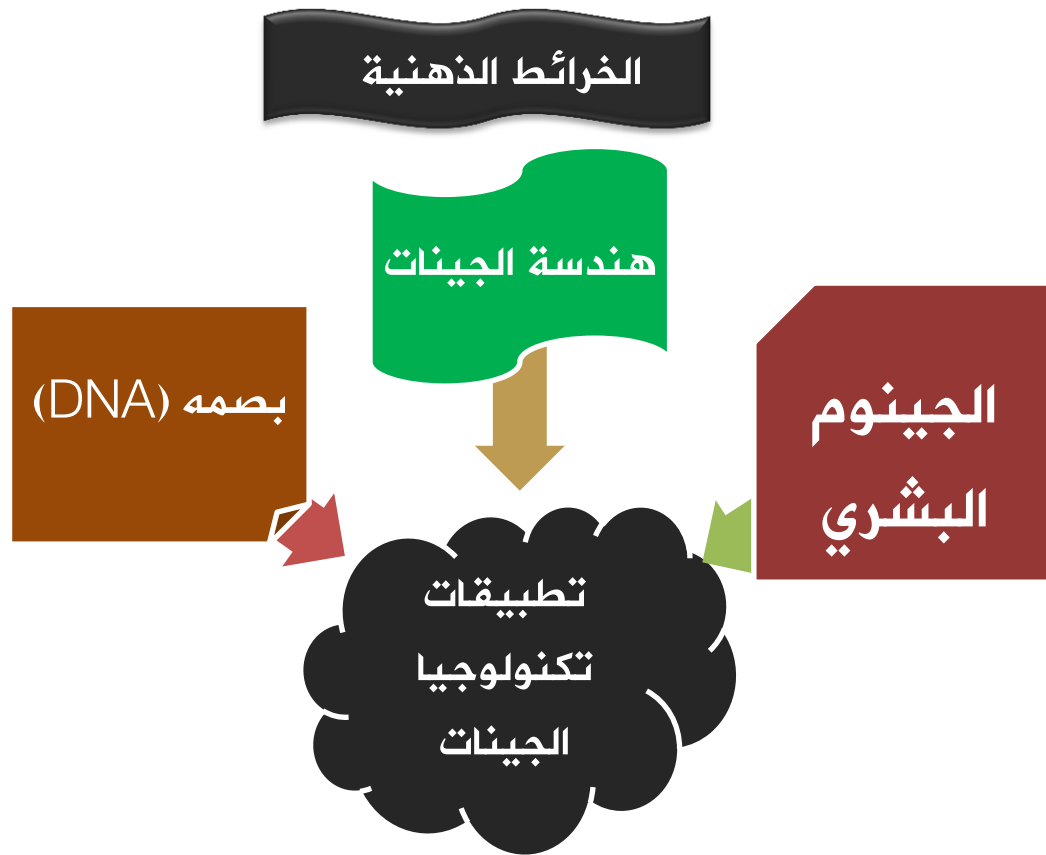 الخرائط الذهنية
هندسة الجينات
الجينوم
البشري
بصمه (DNA)
تطبيقات
تكنولوجيا
الجينات